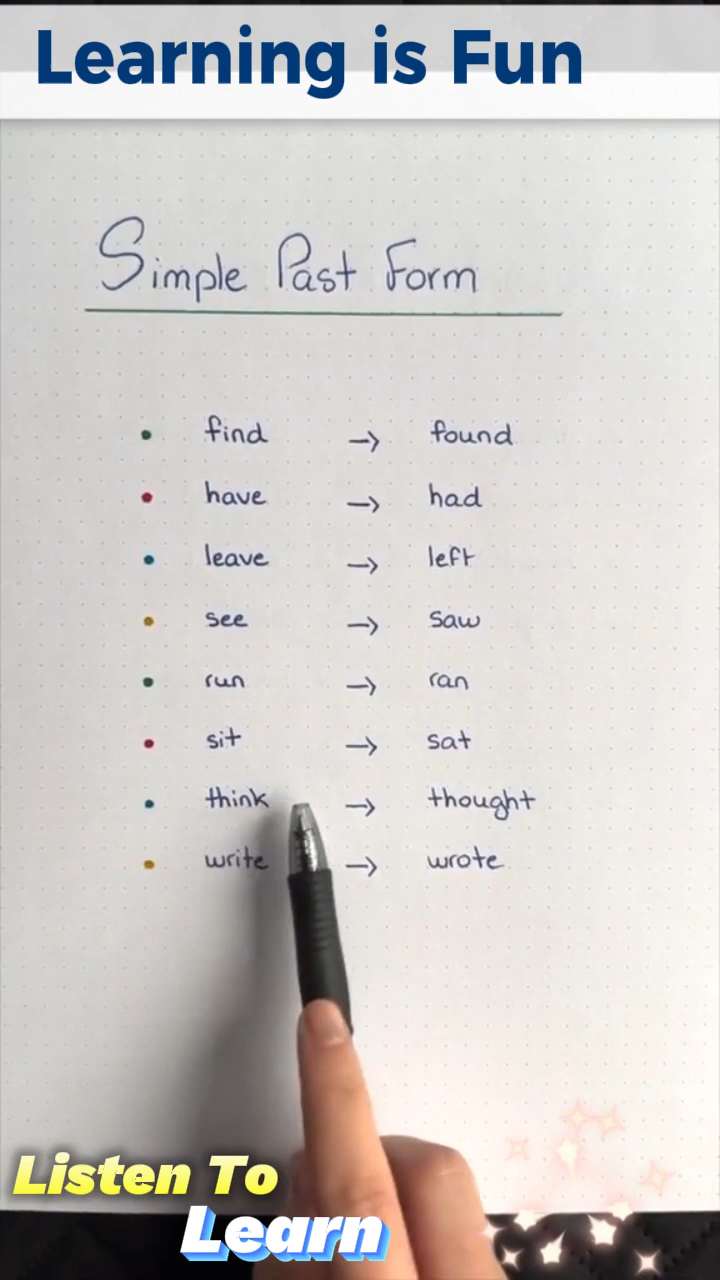 Learning is Fun
Simple Past Form
• find → found
• have → had
• leave → left
• see → saw
• run → ran
• sit → sat
• think → thought
• write → wrote
Listen To
Learn